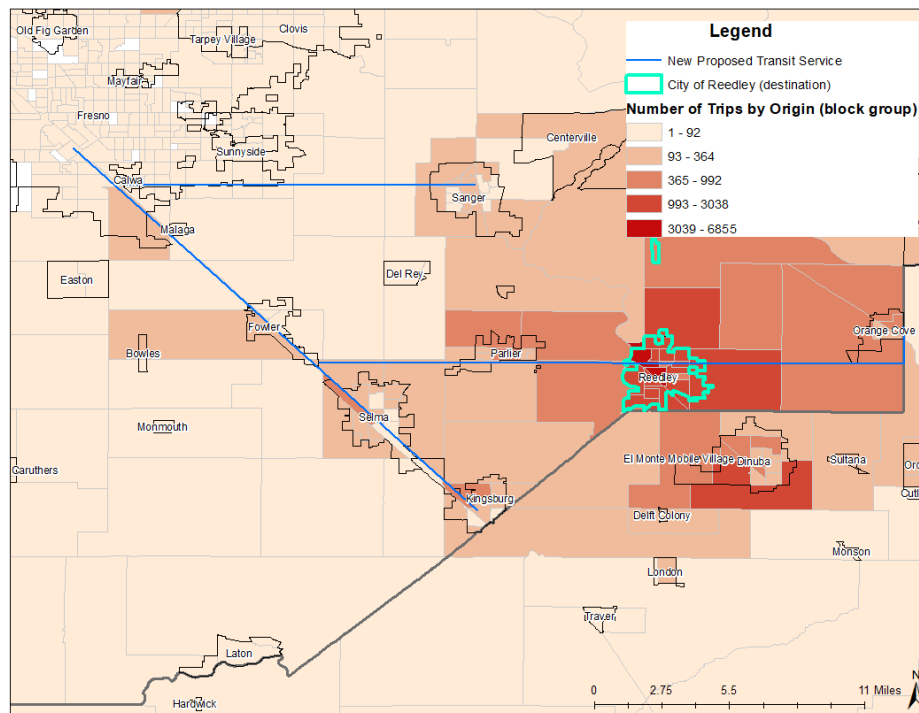 Old Fig Garden
Clovis
Tarpey Village
Mayfair
Fresno
Sunnyside
Calwa
Malaga
Easton
Centerville
Sanger
Del Rey
Fowler
Bowles
Parlier
Orange Cove
Reedley
Selma
Monmouth
Caruthers
El Monte Mobile Village
Dinuba
Sultana
Kingsburg
Delft Colony
Monson
London
Traver
Laton
Hardwick
Legend
New Proposed Transit Service
City of Reedley (destination)
Number of Trips by Origin (block group)
1 - 92
93 - 364
365 - 992
993 - 3038
3039 - 6855
0 2.75 5.5 11 Miles
N